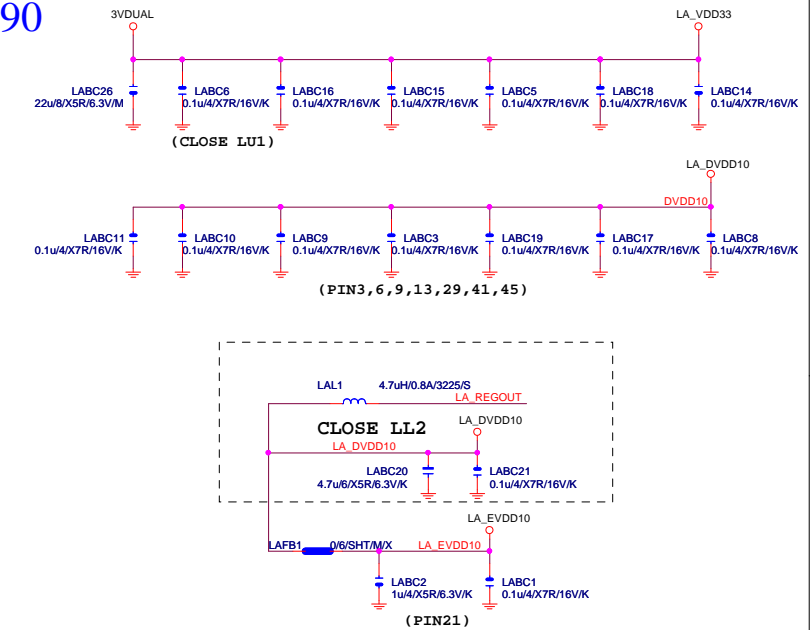 90
3VDUAL
LA_VDD33
LABC26
22u/8/X5R/6.3V/M
LABC6
0.1u/4/X7R/16V/K
LABC16
0.1u/4/X7R/16V/K
LABC15
0.1u/4/X7R/16V/K
LABC5
0.1u/4/X7R/16V/K
LABC18
0.1u/4/X7R/16V/K
LABC14
0.1u/4/X7R/16V/K
(CLOSE LU1)
LA_DVDD10
DVDD10
LABC11
0.1u/4/X7R/16V/K
LABC10
0.1u/4/X7R/16V/K
LABC9
0.1u/4/X7R/16V/K
LABC3
0.1u/4/X7R/16V/K
LABC19
0.1u/4/X7R/16V/K
LABC17
0.1u/4/X7R/16V/K
LABC8
0.1u/4/X7R/16V/K
(PIN3,6,9,13,29,41,45)
LAL1 4.7uH/0.8A/3225/S
LA_REGOUT
CLOSE LL2
LA_DVDD10
LA_DVDD10
LABC20
4.7u/6/X5R/6.3V/K
LABC21
0.1u/4/X7R/16V/K
LA_EVDD10
LAFB1 0/6/SHT/M/X LA_EVDD10
LABC2
1u/4/X5R/6.3V/K
LABC1
0.1u/4/X7R/16V/K
(PIN21)